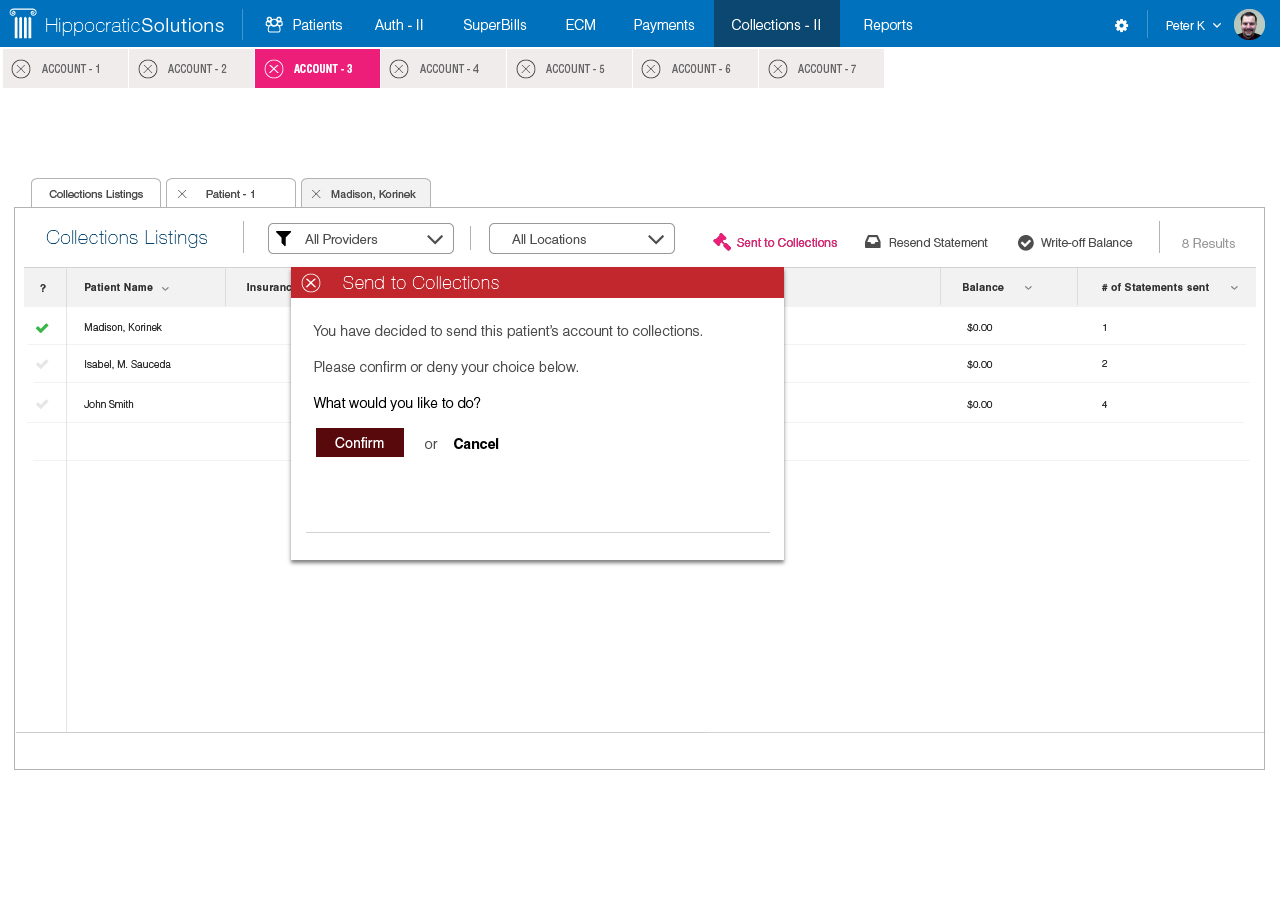 HippocraticSolutions Patients Auth - II SuperBills ECM Payments Collections - II Reports Peter K
ACCOUNT - 1 ACCOUNT - 2 ACCOUNT - 3 ACCOUNT - 4 ACCOUNT - 5 ACCOUNT - 6 ACCOUNT - 7
Collections Listings Patient - 1 Madison, Korinek
Collections Listings All Providers All Locations Sent to Collections Resend Statement Write-off Balance 8 Results
? Patient Name Balance # of Statements sent
Send to Collections
Madison, Korinek $0.00 1
You have decided to send this patient's account to collections.
Isabel, M. Sauceda $0.00 2
Please confirm or deny your choice below.
John Smith $0.00 4
What would you like to do?
Confirm or Cancel